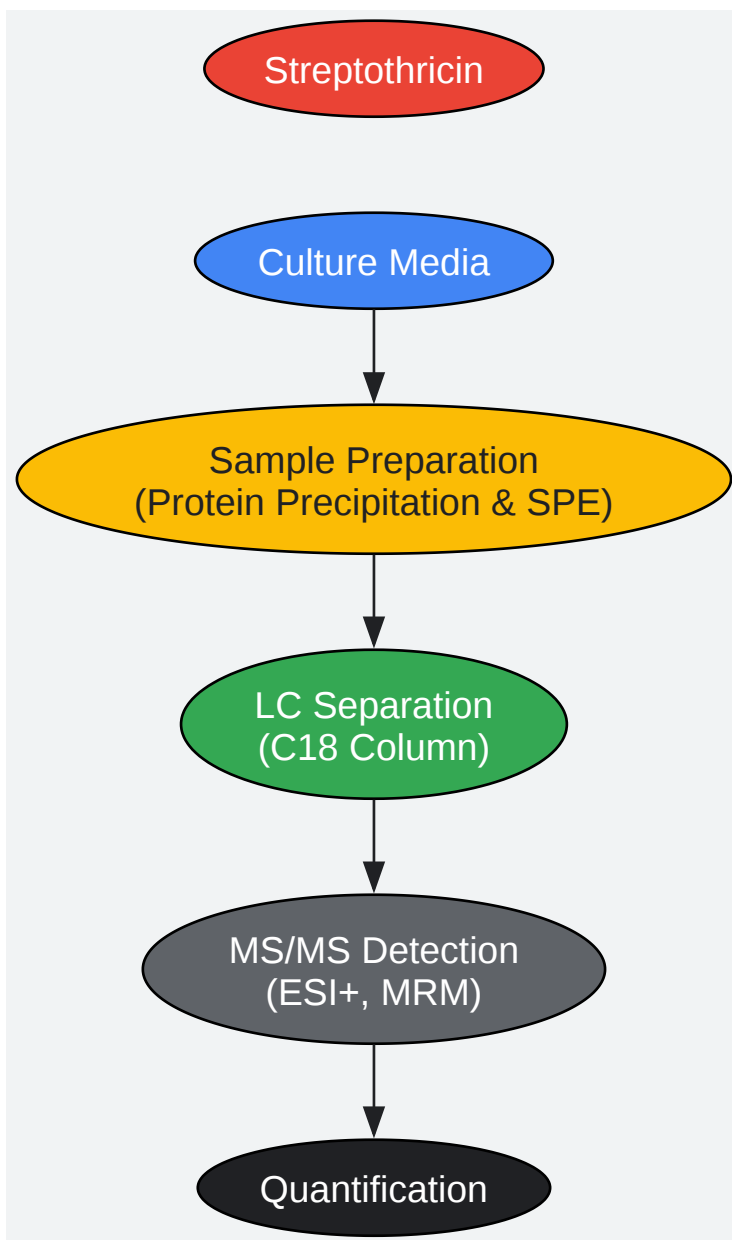 Streptothricin
Culture Media
Sample Preparation
(Protein Precipitation & SPE)
LC Separation
(C18 Column)
MS/MS Detection
(ESI+, MRM)
Quantification